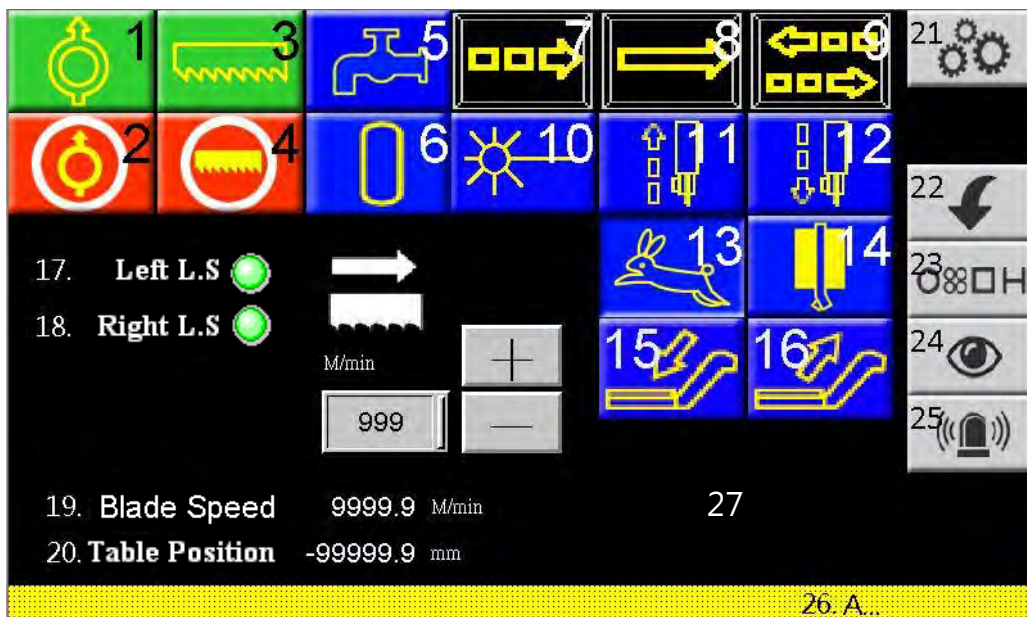 1 3 5 7 8 9 21
2 4 6 10 11 12
22
17. Left L.S 13 14 23
18. Right L.S
M/min + 15 16 24
999 − 25
19. Blade Speed 9999.9 M/min 27
20. Table Position -99999.9 mm
26. A...